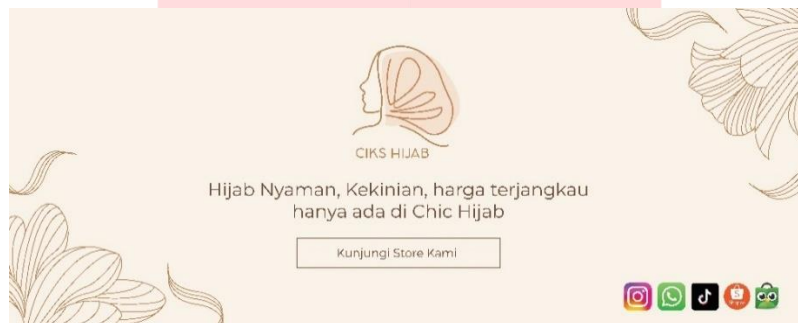 CIKS HIJAB
Hijab Nyaman, Kekinian, harga terjangkau
hanya ada di Chic Hijab
Kunjungi Store Kami